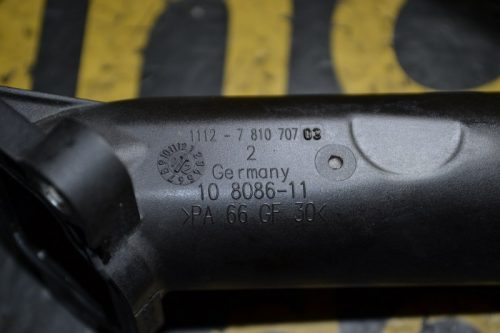 1112 - 7 810 707 03
2
Germany
10 8086-11
>PA 66 GF 30<